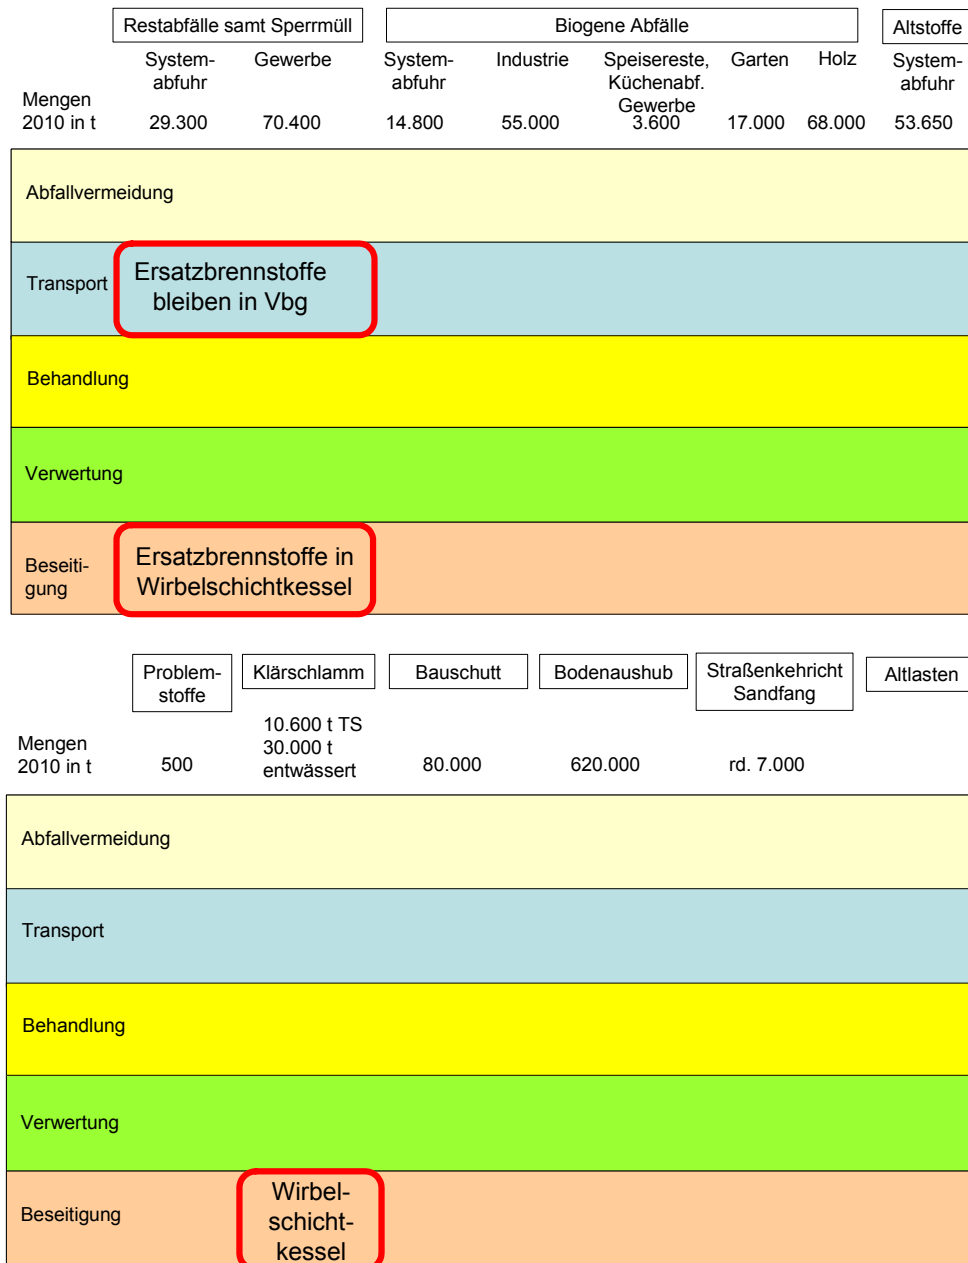 Restabfälle samt Sperrmüll
Biogene Abfälle
Altstoffe
System-
abfuhr
Gewerbe
System-
abfuhr
Industrie
Speisereste,
Küchenabf.
Gewerbe
Garten
Holz
System-
abfuhr
Mengen
2010 in t
29.300
70.400
14.800
55.000
3.600
17.000
68.000
53.650
Abfallvermeidung
Transport
Ersatzbrennstoffe
bleiben in Vbg
Behandlung
Verwertung
Beseiti-
gung
Ersatzbrennstoffe in
Wirbelschichtkessel
Problem-
stoffe
Klärschlamm
Bauschutt
Bodenaushub
Straßenkehricht
Sandfang
Altlasten
Mengen
2010 in t
500
10.600 t TS
30.000 t
entwässert
80.000
620.000
rd. 7.000
Abfallvermeidung
Transport
Behandlung
Verwertung
Beseitigung
Wirbel-
schicht-
kessel